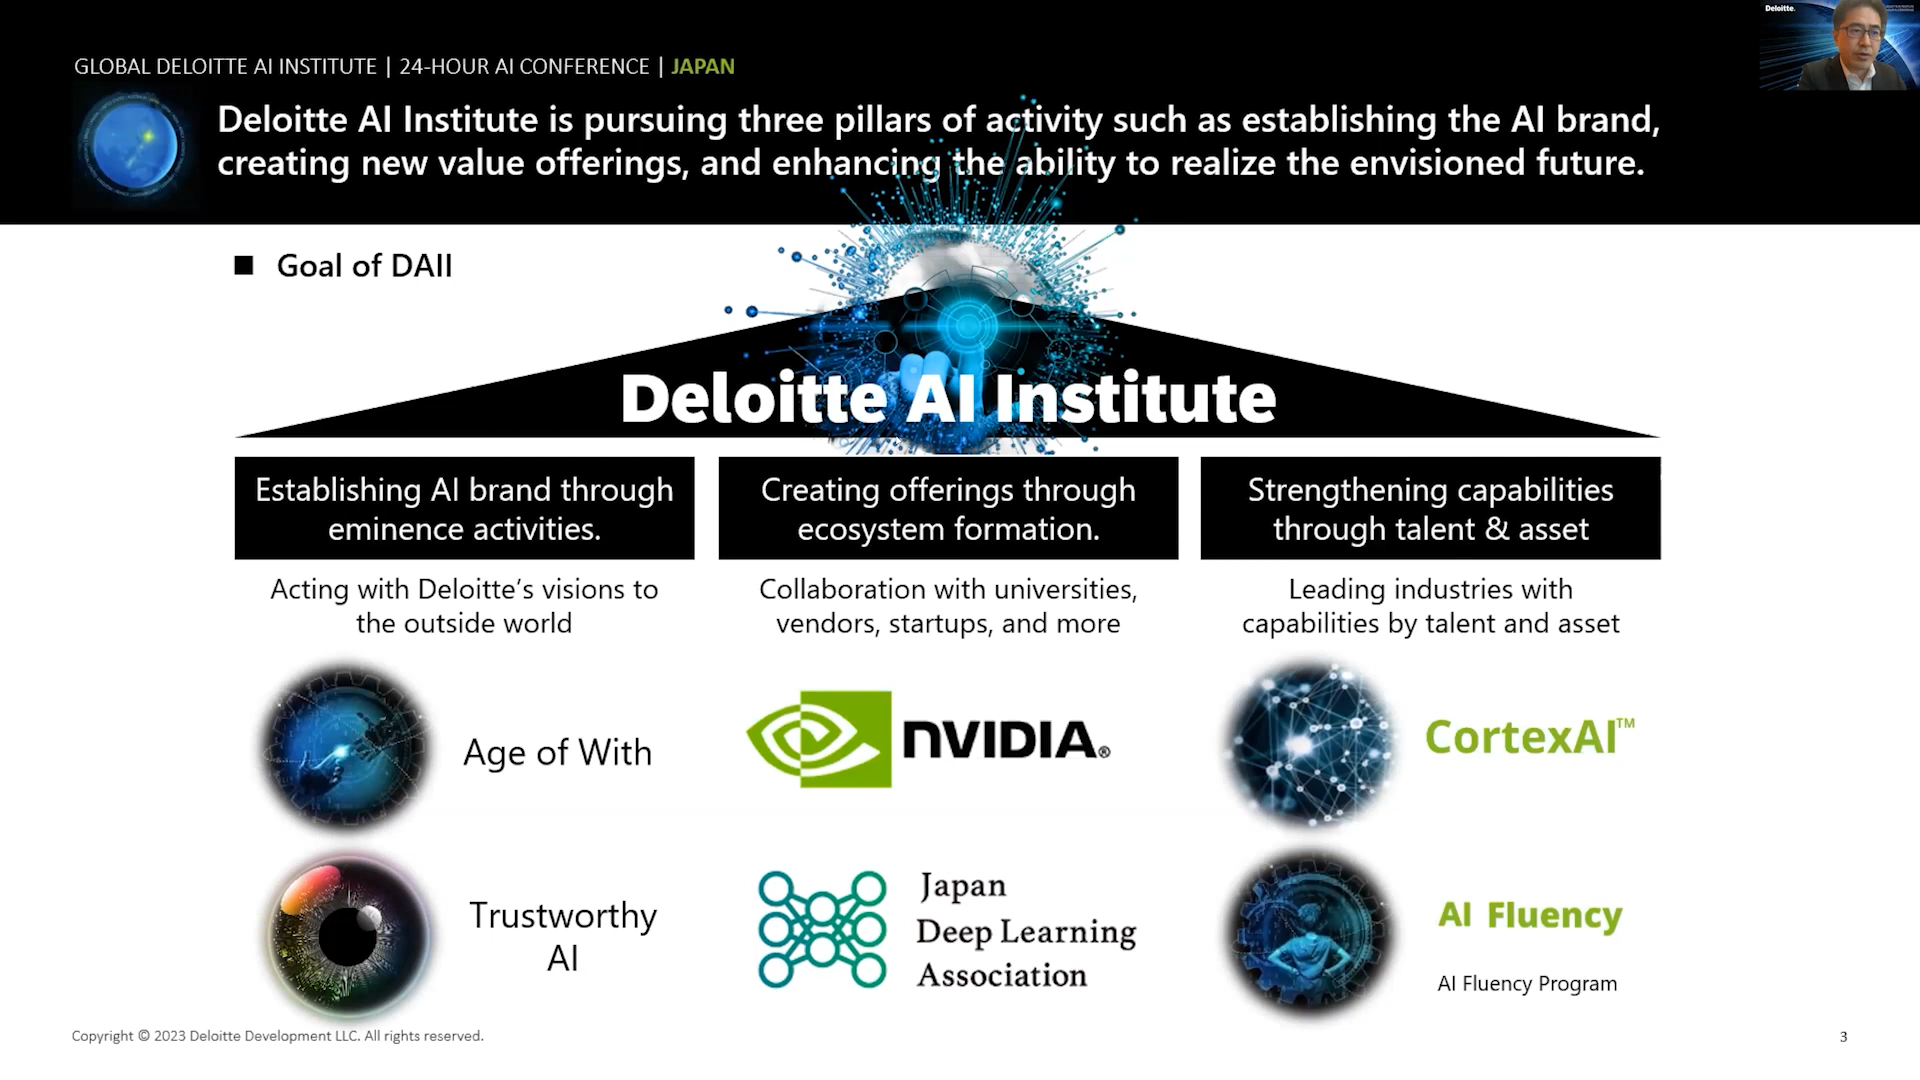 GLOBAL DELOITTE AI INSTITUTE | 24-HOUR AI CONFERENCE | JAPAN
Deloitte.
Deloitte AI Institute is pursuing three pillars of activity such as establishing the AI brand,
creating new value offerings, and enhancing the ability to realize the envisioned future.
Goal of DAII
Deloitte AI Institute
Establishing AI brand through
eminence activities.
Acting with Deloitte's visions to
the outside world
Age of With
Trustworthy
AI
Creating offerings through
ecosystem formation.
Collaboration with universities,
vendors, startups, and more
NVIDIA®
Japan
Deep Learning
Association
Strengthening capabilities
through talent & asset
Leading industries with
capabilities by talent and asset
CortexAI™
AI Fluency
AI Fluency Program
Copyright © 2023 Deloitte Development LLC. All rights reserved.
3